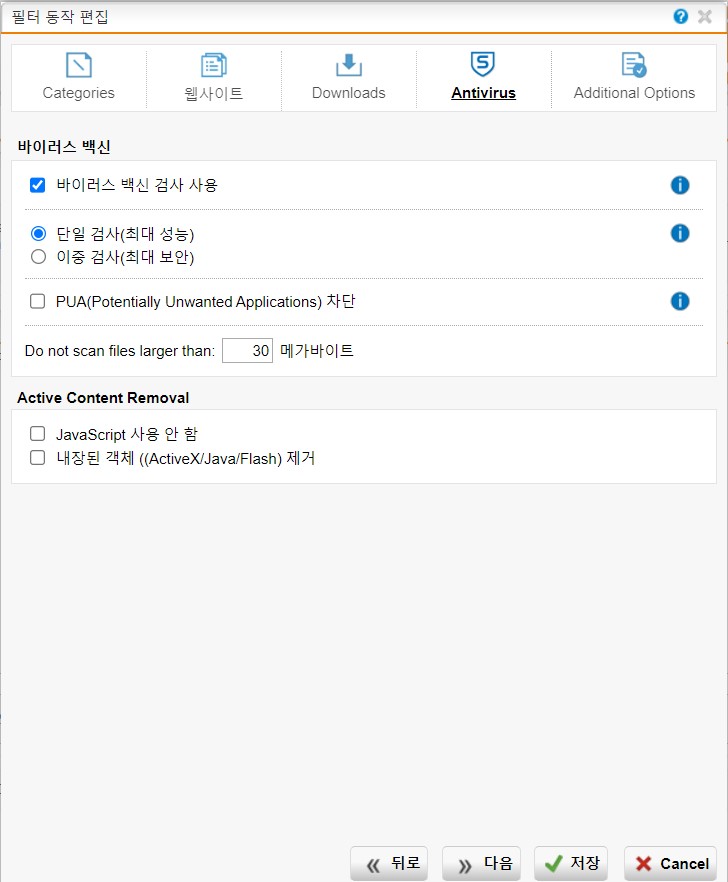 필터 동작 편집
Categories
웹사이트
Downloads
Antivirus
Additional Options
바이러스 백신
바이러스 백신 검사 사용
단일 검사(최대 성능)
이중 검사(최대 보안)
PUA(Potentially Unwanted Applications) 차단
Do not scan files larger than: 30 메가바이트
Active Content Removal
JavaScript 사용 안 함
내장된 객체 ((ActiveX/Java/Flash) 제거
뒤로
다음
저장
Cancel